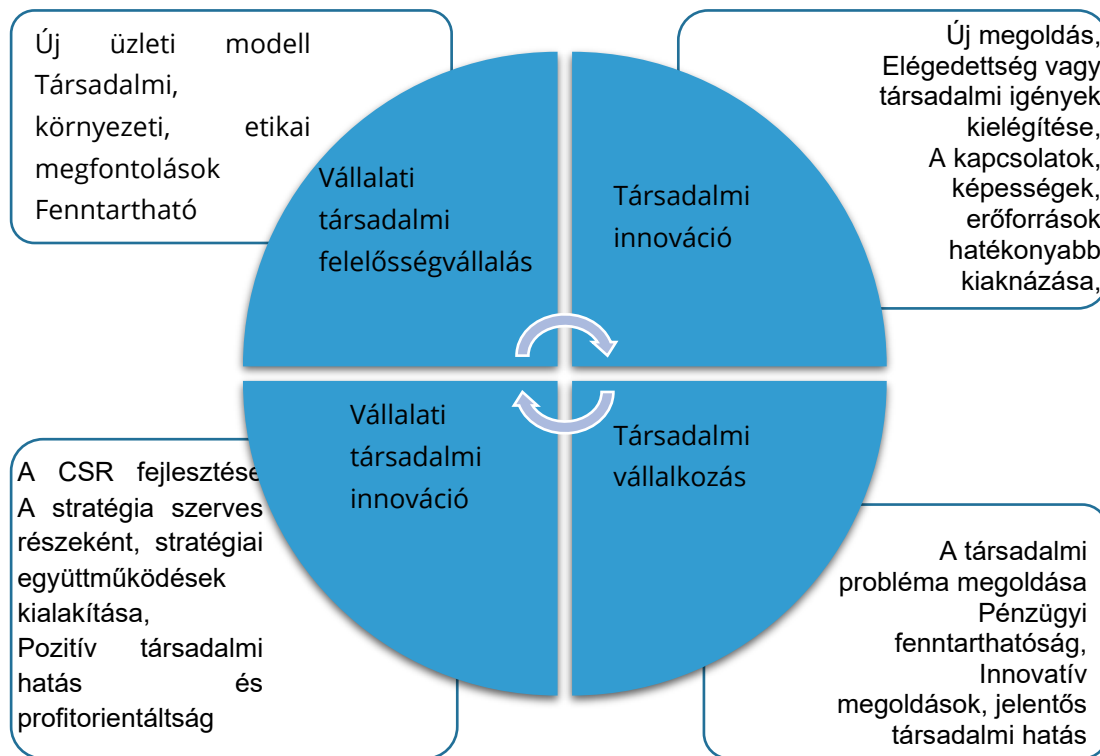 Új üzleti modell
Társadalmi,
környezeti, etikai
megfontolások
Fenntartható
Új megoldás,
Elégedettség vagy
társadalmi igények
kielégítése,
A kapcsolatok,
képességek,
erőforrások
hatékonyabb
kiaknázása,
Vállalati
társadalmi
felelősségvállalás
Társadalmi
innováció
Vállalati
társadalmi
innováció
Társadalmi
vállalkozás
A CSR fejlesztése
A stratégia szerves
részeként, stratégiai
együttműködések
kialakítása,
Pozitív társadalmi
hatás és
profitorientáltság
A társadalmi
probléma megoldása
Pénzügyi
fenntarthatóság,
Innovatív
megoldások, jelentős
társadalmi hatás